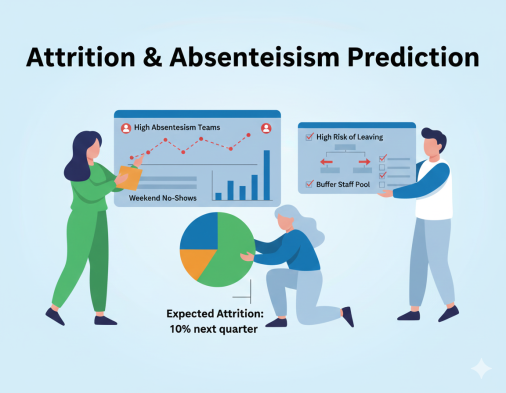 Attrition & Absenteisism Prediction
High Absentesism Teams
Weekend No-Shows
High Risk of Leaving
Buffer Staff Pool
Expected Attrition:
10% next quarter